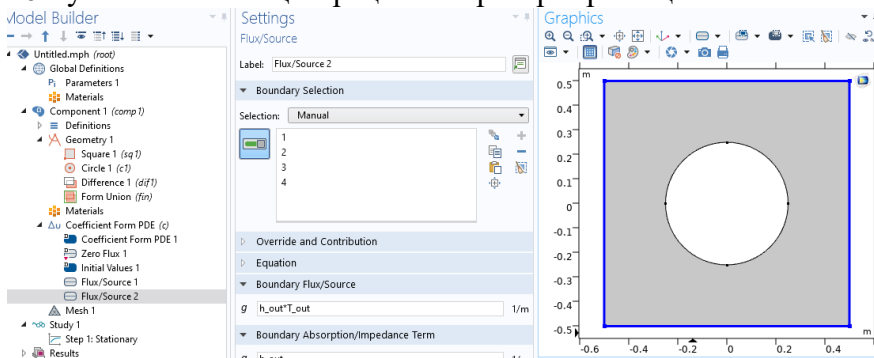 Model Builder
Untitled.mph (root)
Global Definitions
Pi Parameters 1
Materials
Component 1 (comp1)
Definitions
Geometry 1
Square 1 (sq1)
Circle 1 (c1)
Difference 1 (dif1)
Form Union (fin)
Materials
Δu Coefficient Form PDE (c)
Coefficient Form PDE 1
Zero Flux 1
Initial Values 1
Flux/Source 1
Flux/Source 2
Mesh 1
Study 1
Step 1: Stationary
Results
Settings
Flux/Source
Label: Flux/Source 2
Boundary Selection
Selection: Manual
1
2
3
4
Override and Contribution
Equation
Boundary Flux/Source
g h_out*T_out 1/m
Boundary Absorption/Impedance Term
Graphics
m
0.5
0.4
0.3
0.2
0.1
0
-0.1
-0.2
-0.3
-0.4
-0.5
m
-0.6 -0.4 -0.2 0 0.2 0.4